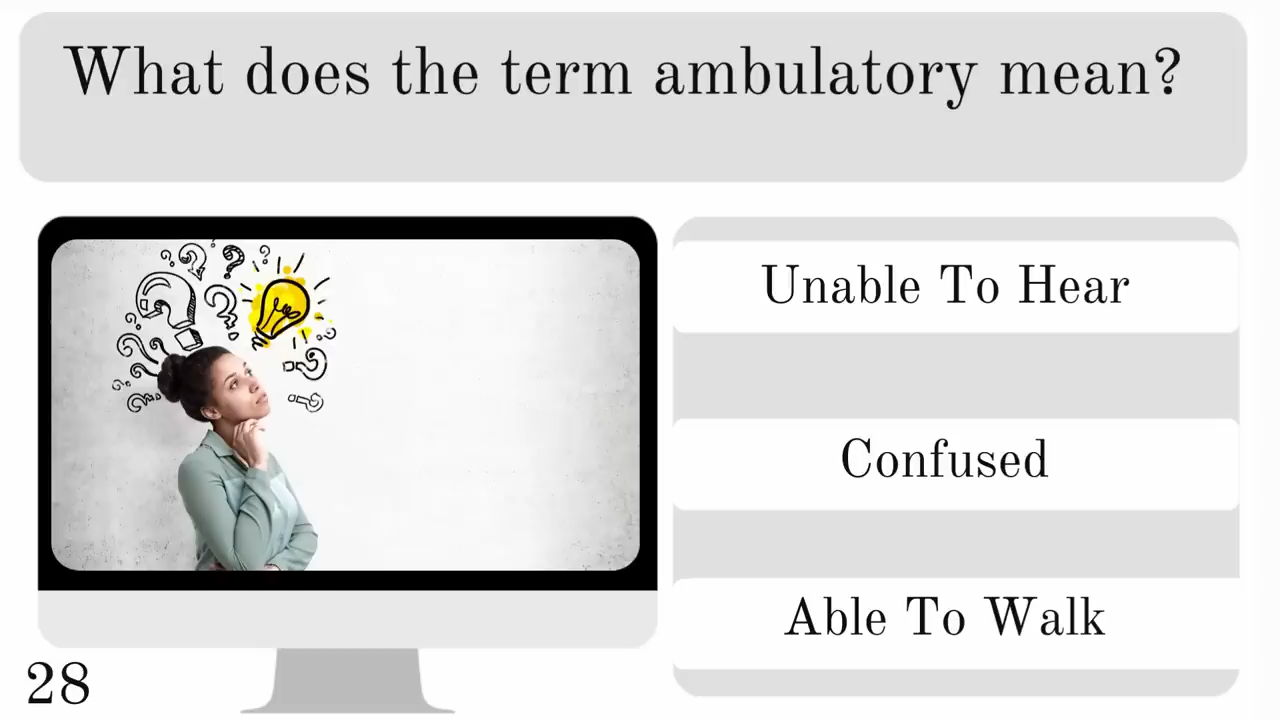 What does the term ambulatory mean?
Unable To Hear
Confused
Able To Walk
28